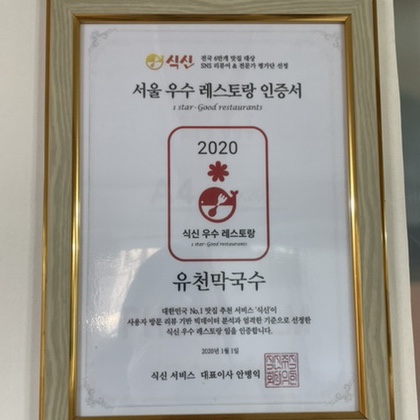 식신
전국 6만개 맛집 대상
SNS 리뷰어 & 전문가 평가단 선정
서울 우수 레스토랑 인증서
1 star-Good restaurants
2020
식신 우수 레스토랑
1 star-Good restaurants
유천막국수
대한민국 No.1 맛집 추천 서비스 '식신'이
사용자 방문 리뷰 기반 빅데이터 분석과 엄격한 기준으로 선정한
식신 우수 레스토랑 임을 인증합니다.
2020년 1월 1일
식신 서비스 대표이사 안병익